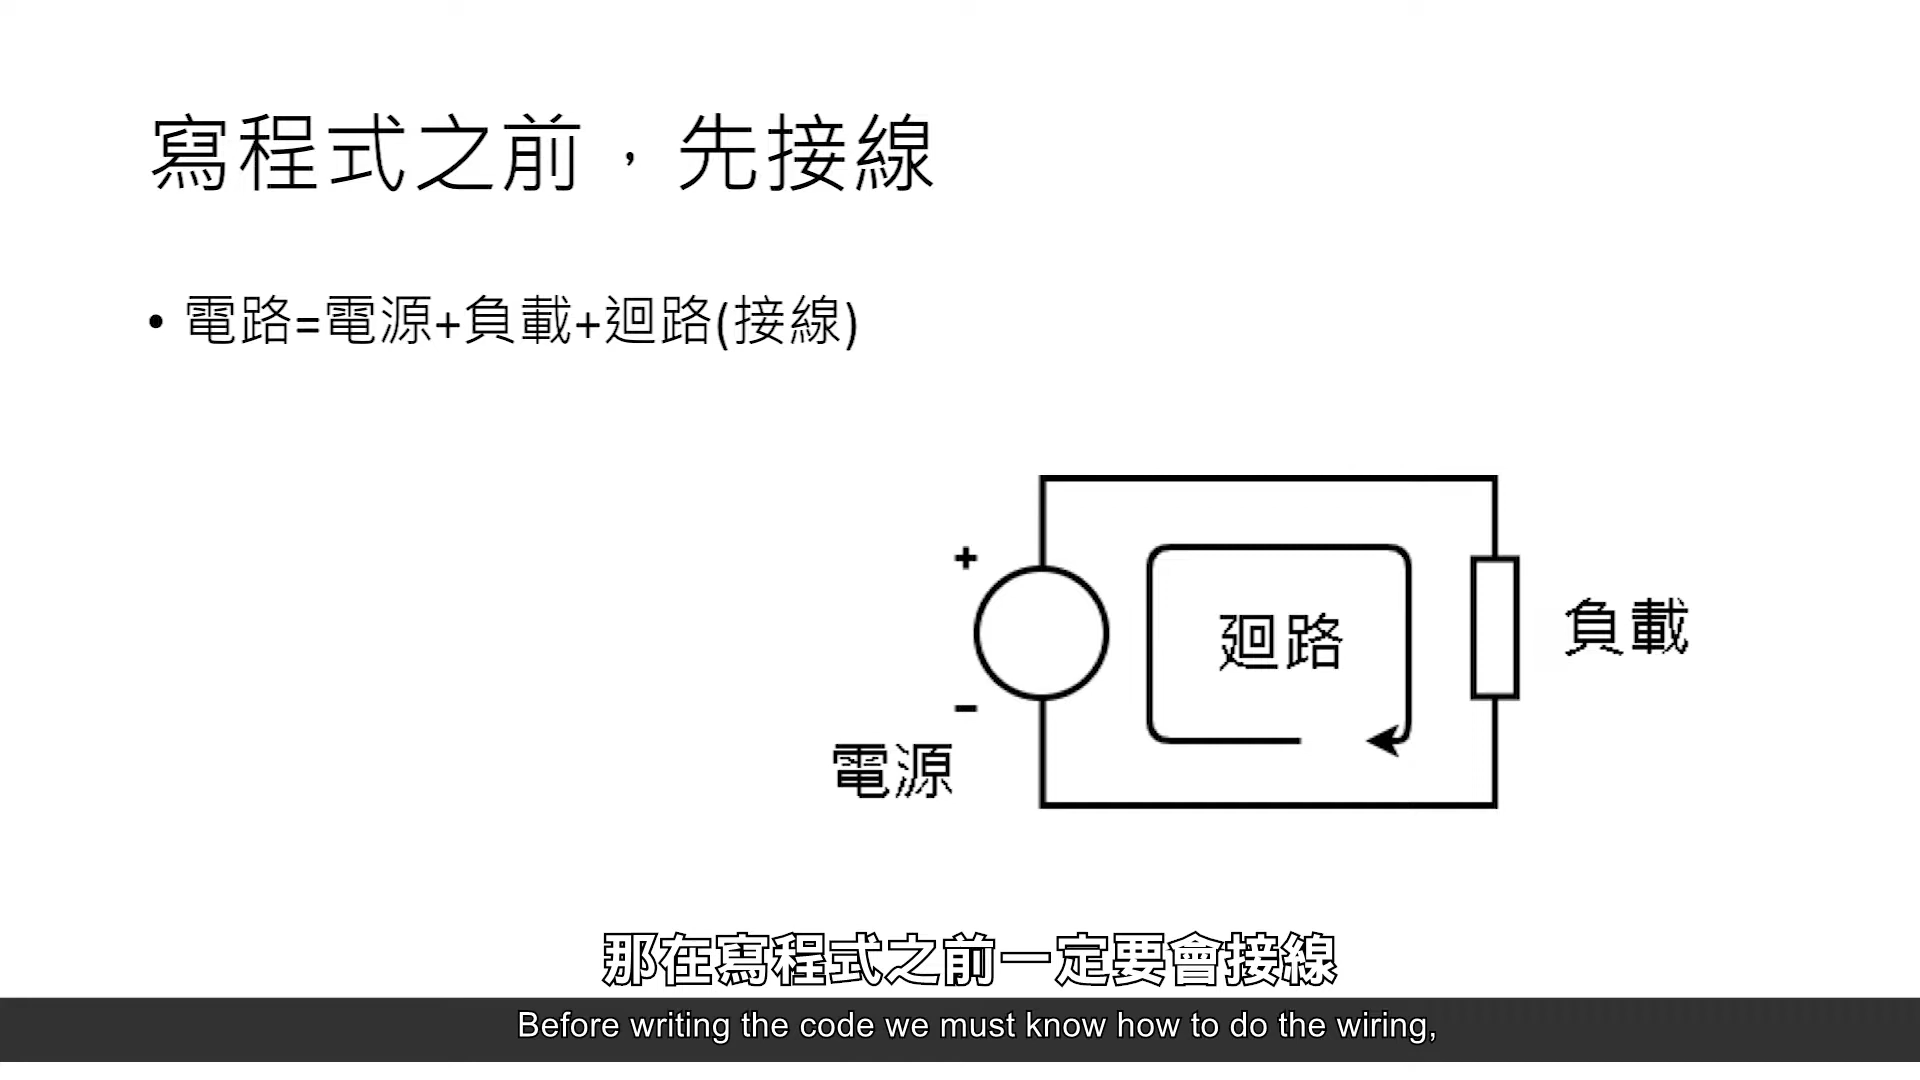 寫程式之前，先接線
• 電路=電源+負載+迴路(接線)
+
迴路
負載
-
電源
那在寫程式之前一定要會接線
Before writing the code we must know how to do the wiring,